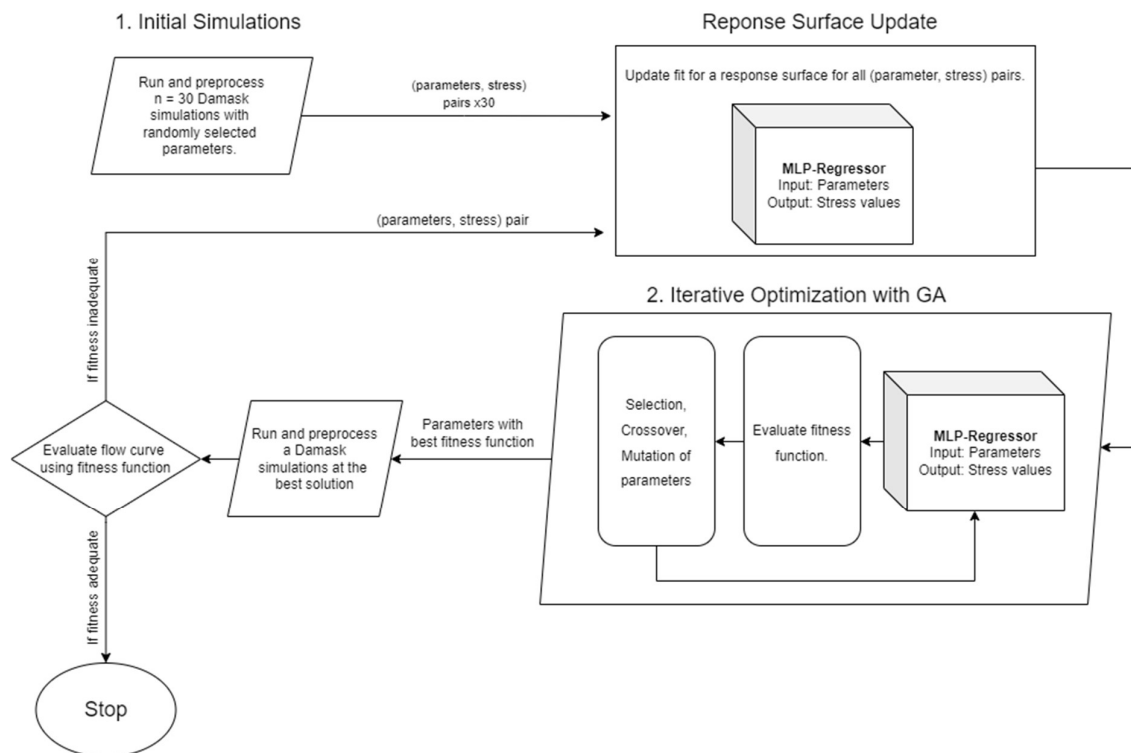 1. Initial Simulations
Reponse Surface Update
Run and preprocess
n = 30 Damask
simulations with
randomly selected
parameters.
(parameters, stress)
pairs x30
Update fit for a response surface for all (parameter, stress) pairs.
MLP-Regressor
Input: Parameters
Output: Stress values
(parameters, stress) pair
If fitness inadequate
2. Iterative Optimization with GA
Selection,
Crossover,
Mutation of
parameters
Evaluate fitness
function.
MLP-Regressor
Input: Parameters
Output: Stress values
Parameters with
best fitness function
Run and preprocess
a Damask
simulations at the
best solution
Evaluate flow curve
using fitness function
If fitness adequate
Stop